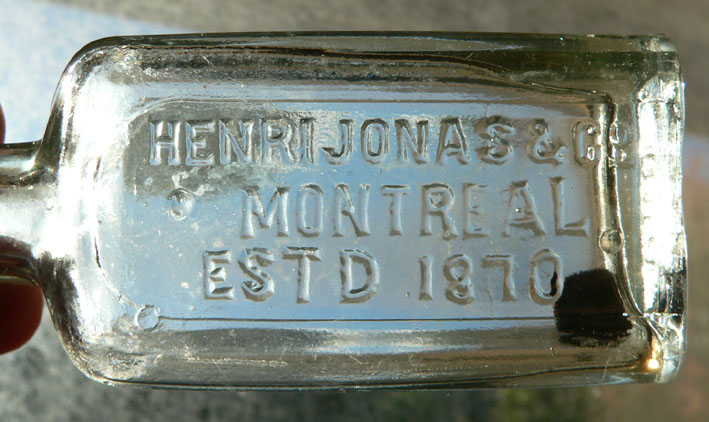 HENRI JONAS & CO
MONTREAL
ESTD 1870